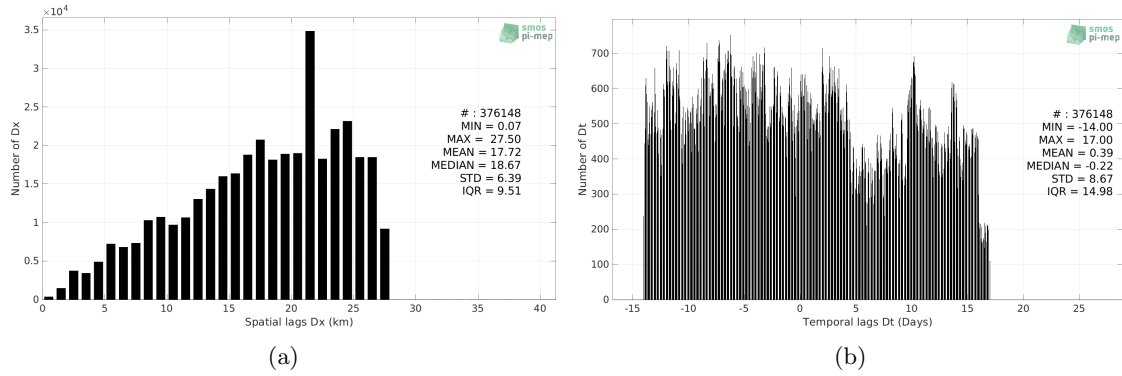 ×10⁴
3.5
3
2.5
2
1.5
1
0.5
0
0
5
10
15
20
25
30
35
40
Number of Dx
Spatial lags Dx (km)
smos
pi-mep
# : 376148
MIN = 0.07
MAX = 27.50
MEAN = 17.72
MEDIAN = 18.67
STD = 6.39
IQR = 9.51
(a)
700
600
500
400
300
200
100
0
-15
-10
-5
0
5
10
15
20
25
Number of Dt
Temporal lags Dt (Days)
smos
pi-mep
# : 376148
MIN = -14.00
MAX = 17.00
MEAN = 0.39
MEDIAN = -0.22
STD = 8.67
IQR = 14.98
(b)